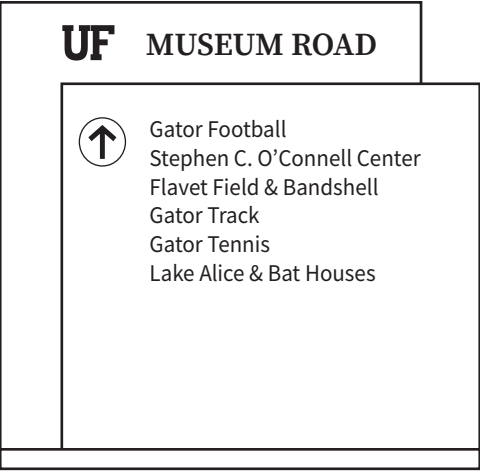 UF MUSEUM ROAD
Gator Football
Stephen C. O’Connell Center
Flavet Field & Bandshell
Gator Track
Gator Tennis
Lake Alice & Bat Houses